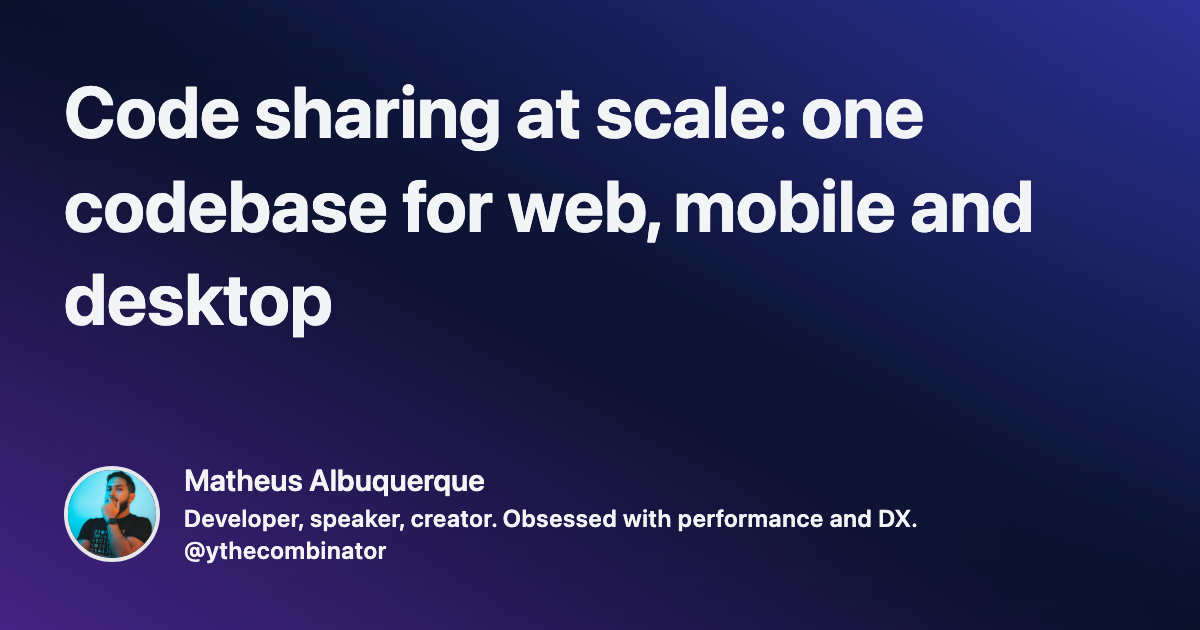 Code sharing at scale: one
codebase for web, mobile and
desktop
Matheus Albuquerque
Developer, speaker, creator. Obsessed with performance and DX.
@ythecombinator